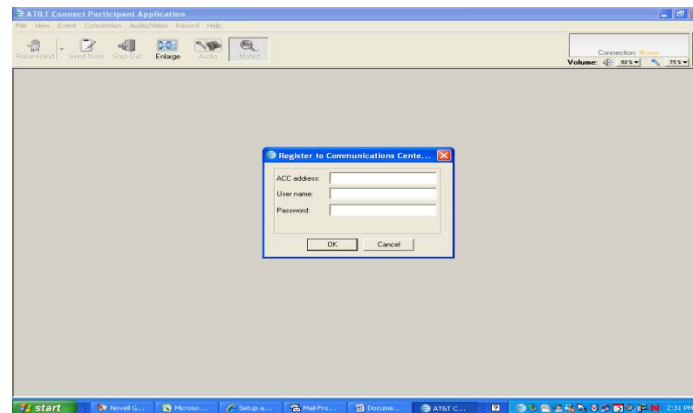 AT&T Connect Participant Application
File View Event Connection Audio/Video Record Help
Raise Hand Send Note Step Out Enlarge Audio Muted
Connection: None
Volume: 50% 75%
Register to Communications Cente...
ACC address:
User name:
Password:
OK Cancel
start Novell G... Microso... Setup a... Mail Fro... Docume... AT&T C... 2:31 PM